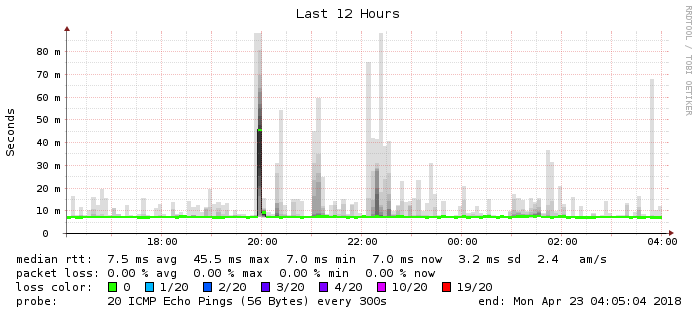 Last 12 Hours
RRDTOOL / TOBI OETIKER
Seconds
80 m
70 m
60 m
50 m
40 m
30 m
20 m
10 m
0
18:00 20:00 22:00 00:00 02:00 04:00
median rtt: 7.5 ms avg 45.5 ms max 7.0 ms min 7.0 ms now 3.2 ms sd 2.4 am/s
packet loss: 0.00 % avg 0.00 % max 0.00 % min 0.00 % now
loss color: 0 1/20 2/20 3/20 4/20 10/20 19/20
probe: 20 ICMP Echo Pings (56 Bytes) every 300s end: Mon Apr 23 04:05:04 2018